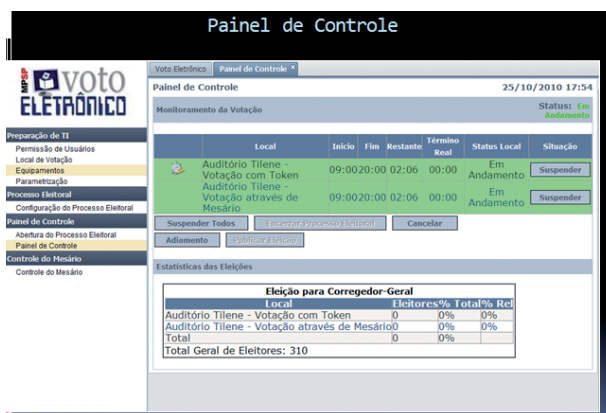 Painel de Controle
MPSP voto
ELETRÔNICO
Voto Eletrônico Painel de Controle ×
Painel de Controle 25/10/2010 17:54
Monitoramento da Votação Status: Em
Andamento
Local Inicio Fim Restante Término Real Status Local Situação
Auditório Tilene - Votação com Token 09:00 20:00 02:06 00:00 Em Andamento Suspender
Auditório Tilene - Votação através de Mesário 09:00 20:00 02:06 00:00 Em Andamento Suspender
Suspender Todos Encerrar Processo Eleitoral Cancelar
Adiamento Publicar Eleição
Estatísticas das Eleições
Eleição para Corregedor-Geral
Local Eleitores % Total % Rel
Auditório Tilene - Votação com Token 0 0% 0%
Auditório Tilene - Votação através de Mesário 0 0% 0%
Total 0 0%
Total Geral de Eleitores: 310
Preparação de TI
Permissão de Usuários
Local de Votação
Equipamentos
Parametrização
Processo Eleitoral
Configuração do Processo Eleitoral
Painel de Controle
Abertura do Processo Eleitoral
Painel de Controle
Controle do Mesário
Controle do Mesário